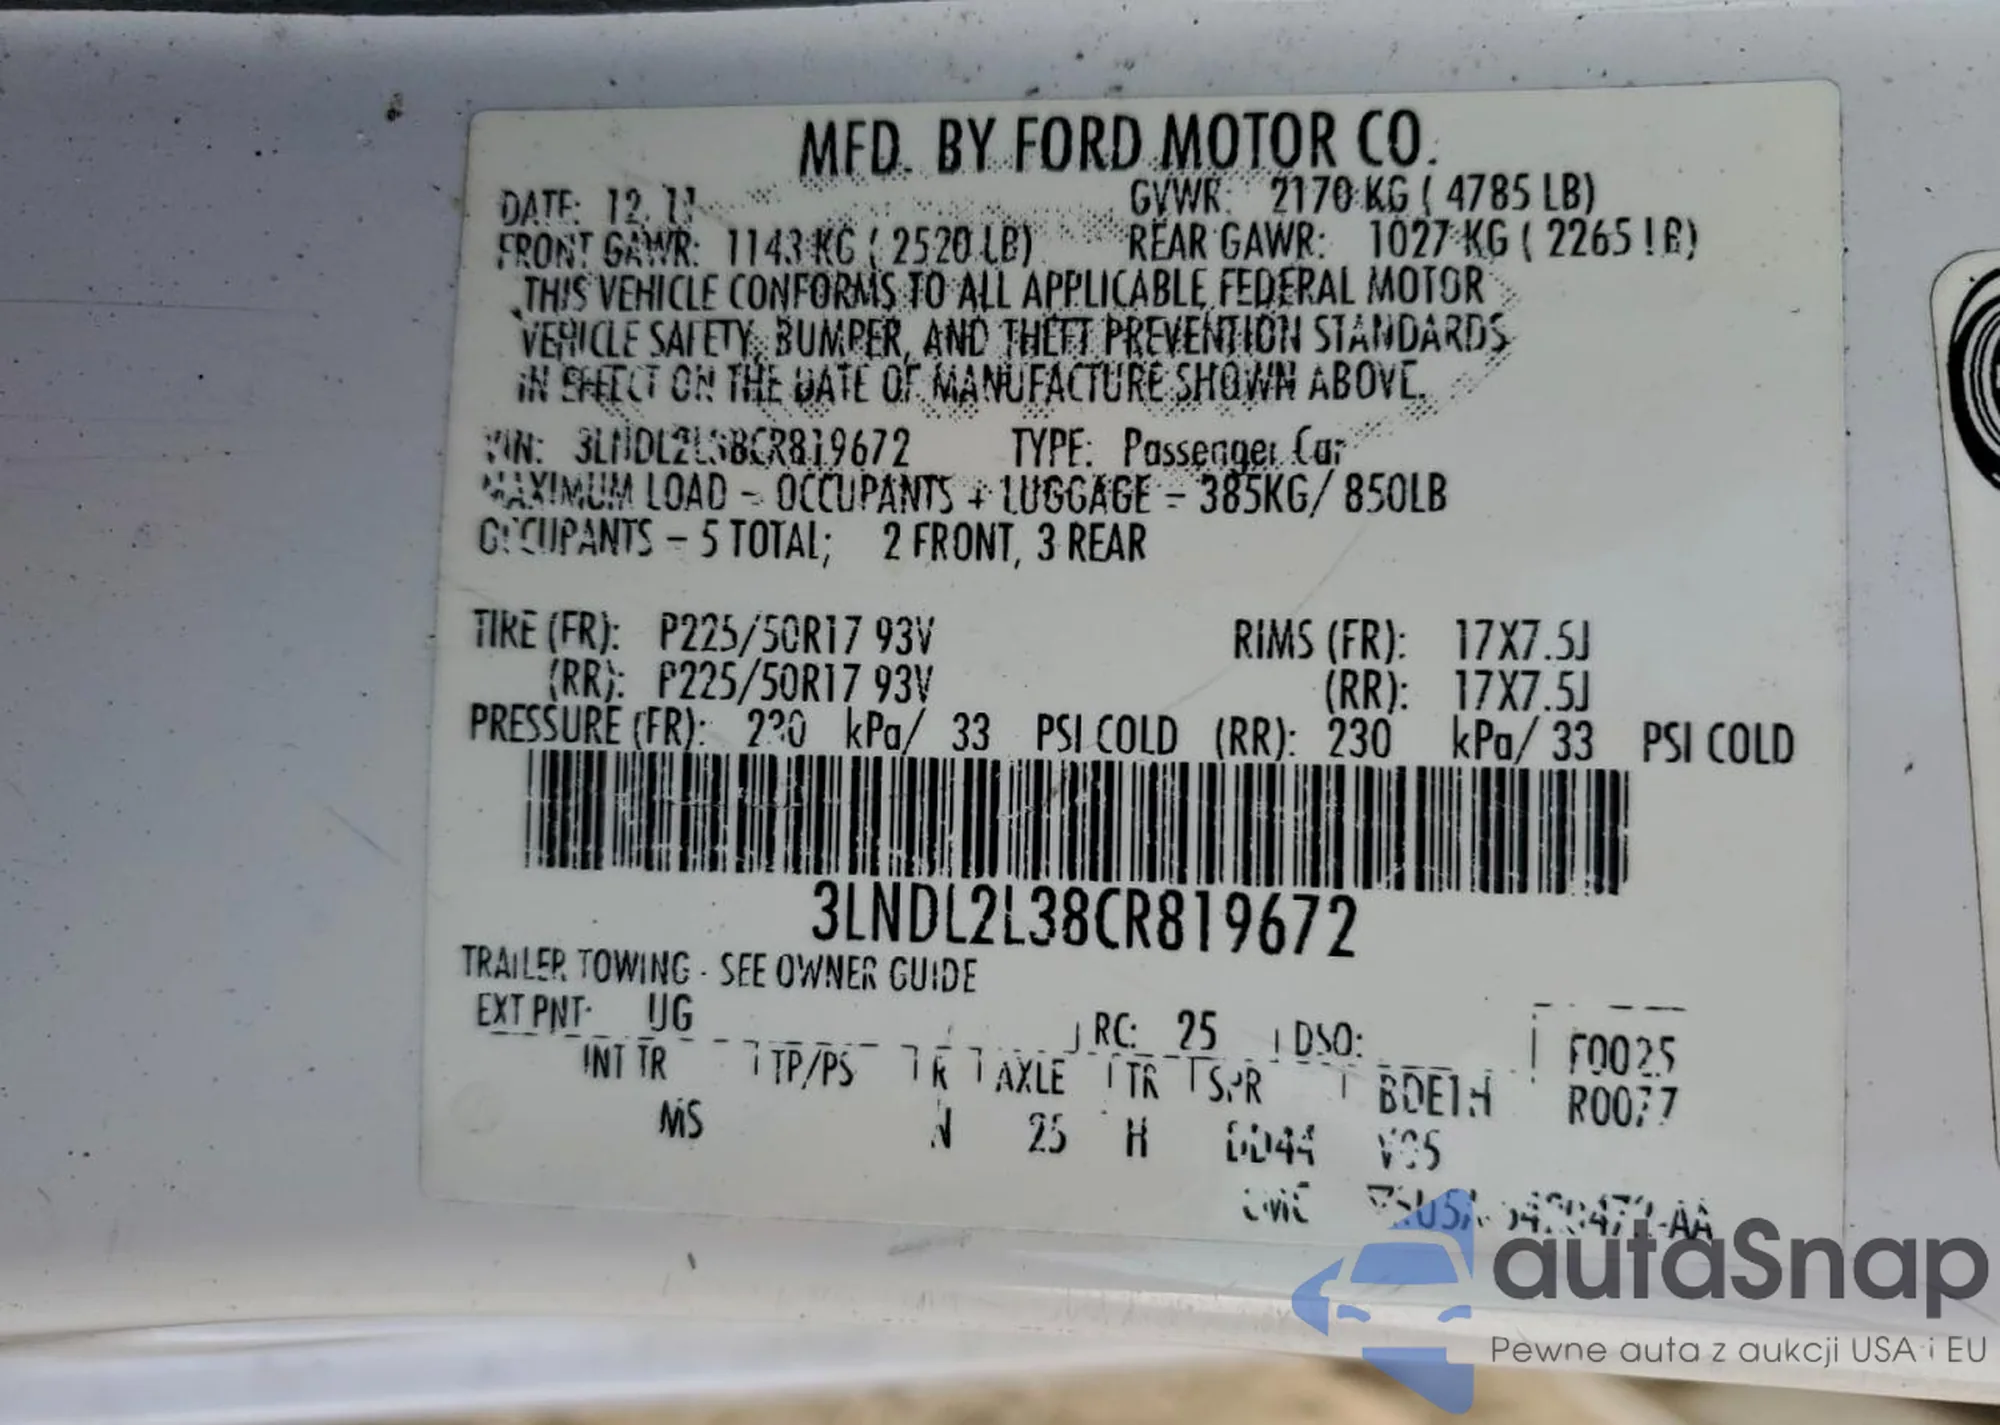 MFD. BY FORD MOTOR CO.
DATE: 12.11 GVWR: 2170 KG ( 4785 LB)
FRONT GAWR: 1143 KG ( 2520 LB) REAR GAWR: 1027 KG ( 2265 LB)
THIS VEHICLE CONFORMS TO ALL APPLICABLE FEDERAL MOTOR
VEHICLE SAFETY, BUMPER, AND THEFT PREVENTION STANDARDS
IN EFFECT ON THE DATE OF MANUFACTURE SHOWN ABOVE.
VIN: 3LNDL2L38CR819672 TYPE: Passenger Car
MAXIMUM LOAD - OCCUPANTS + LUGGAGE = 385KG/ 850LB
OCCUPANTS - 5 TOTAL; 2 FRONT, 3 REAR
TIRE (FR): P225/50R17 93V RIMS (FR): 17X7.5J
(RR): P225/50R17 93V (RR): 17X7.5J
PRESSURE (FR): 230 kPa/ 33 PSI COLD (RR): 230 kPa/ 33 PSI COLD
3LNDL2L38CR819672
TRAILER TOWING - SEE OWNER GUIDE
EXT PNT: UG RC: 25 DSO: F0025
INT TR TP/PS R AXLE TR SPR R0077
MS N 25 H DD44
autaSnap
Pewne auta z aukcji USA i EU